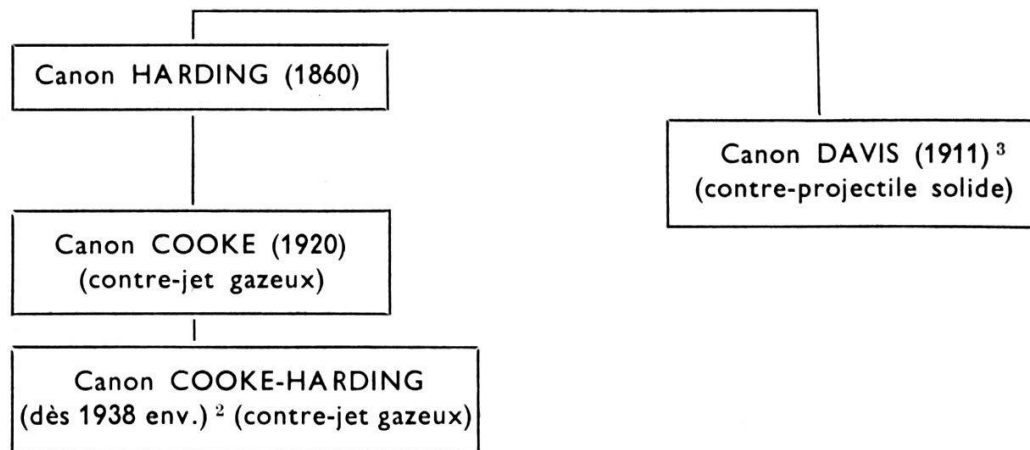 Canon HARDING (1860)
Canon DAVIS (1911) ³
(contre-projectile solide)
Canon COOKE (1920)
(contre-jet gazeux)
Canon COOKE-HARDING
(dès 1938 env.) ² (contre-jet gazeux)